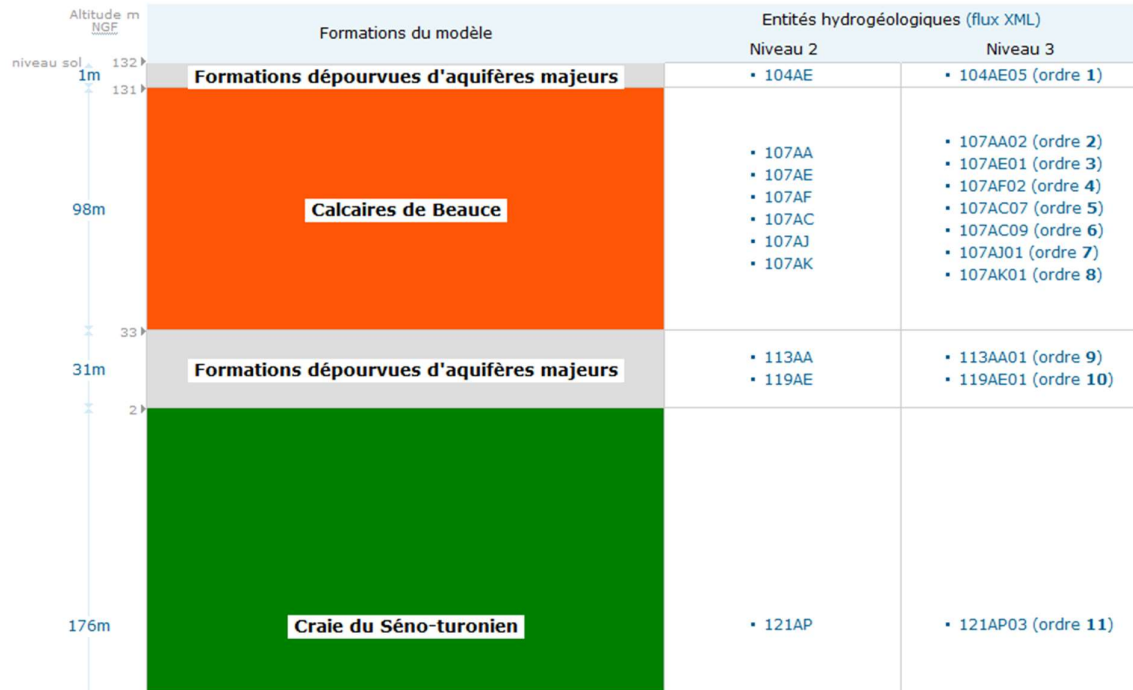 Altitude m
NGF
Formations du modèle
Entités hydrogéologiques (flux XML)
Niveau 2
Niveau 3
niveau sol
132
1m
Formations dépourvues d'aquifères majeurs
104AE
104AE05 (ordre 1)
131
98m
Calcaires de Beauce
107AA
107AE
107AF
107AC
107AJ
107AK
107AA02 (ordre 2)
107AE01 (ordre 3)
107AF02 (ordre 4)
107AC07 (ordre 5)
107AC09 (ordre 6)
107AJ01 (ordre 7)
107AK01 (ordre 8)
33
31m
Formations dépourvues d'aquifères majeurs
113AA
119AE
113AA01 (ordre 9)
119AE01 (ordre 10)
2
176m
Craie du Séno-turonien
121AP
121AP03 (ordre 11)